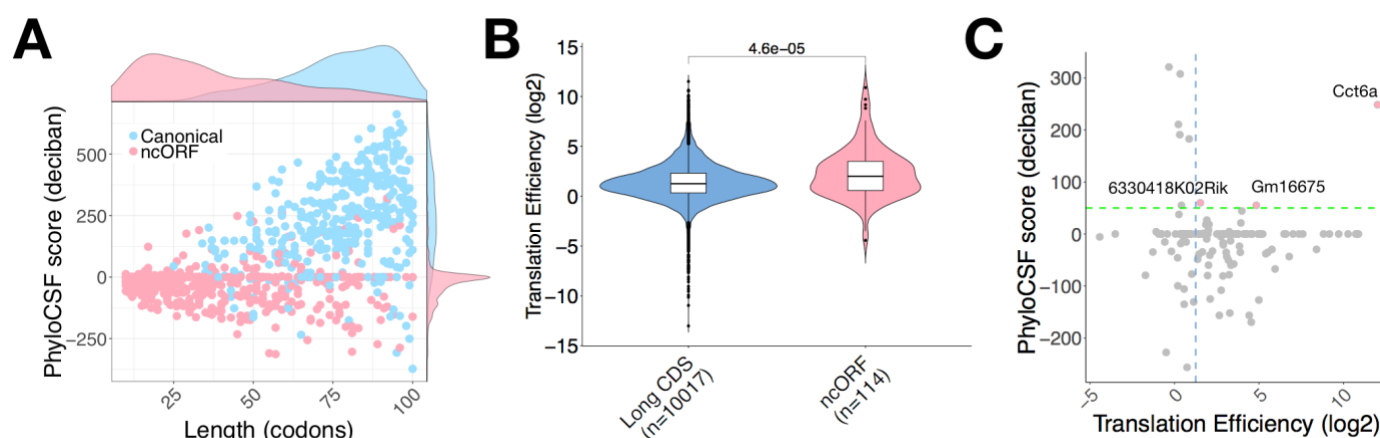 A
PhyloCSF score (deciban)
500
250
0
−250
Canonical
ncORF
25
50
75
100
Length (codons)
B
Translation Efficiency (log2)
15
10
5
0
−5
−10
−15
4.6e−05
Long CDS
(n=10017)
ncORF
(n=114)
C
PhyloCSF score (deciban)
300
200
100
0
−100
−200
Cct6a
6330418K02Rik
Gm16675
−5
0
5
10
Translation Efficiency (log2)